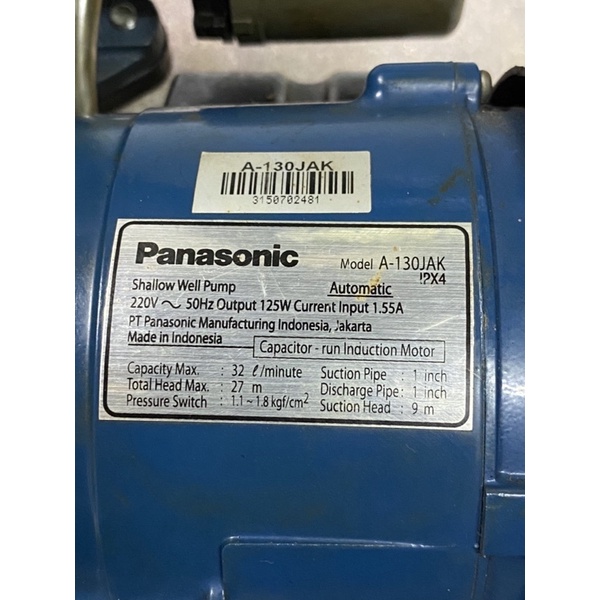 A-130JAK
3150702481
Panasonic Model A-130JAK
IPX4
Shallow Well Pump Automatic
220V ~ 50Hz Output 125W Current Input 1.55A
PT Panasonic Manufacturing Indonesia, Jakarta
Made in Indonesia Capacitor - run Induction Motor
Capacity Max. : 32 ℓ/minute Suction Pipe : 1 inch
Total Head Max. : 27 m Discharge Pipe : 1 inch
Pressure Switch : 1.1 ~ 1.8 kgf/cm² Suction Head : 9 m